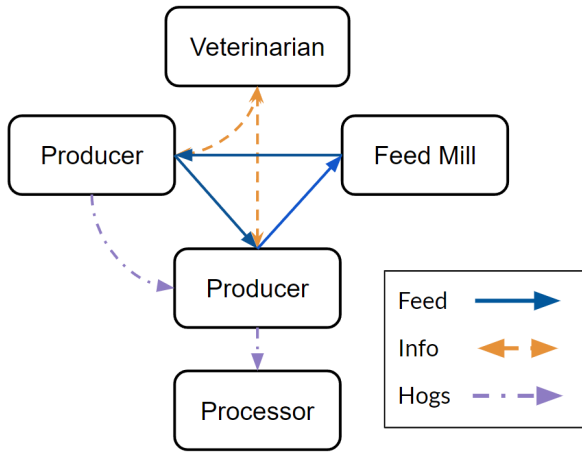 Veterinarian
Producer
Feed Mill
Producer
Processor
Feed
Info
Hogs